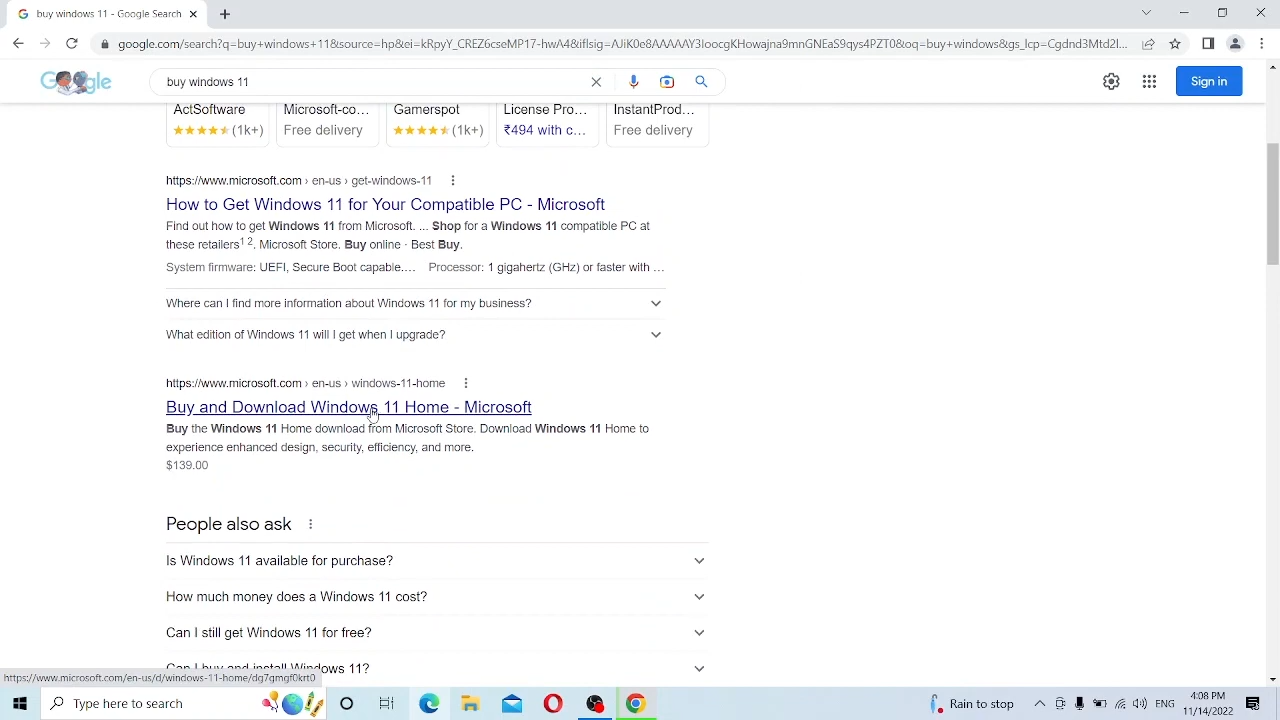 buy windows 11 - Google Search
google.com/search?q=buy+windows+11&source=hp&ei=kRpyY_CREZ6cseMP17-hwA4&iflsig=AJiK0e8AAAAAY3IoocgKHowajna9mnGNEaS9qys4PZT0&oq=buy+windows&gs_lcp=Cgdnd3Mtd2l...
Google
buy windows 11
Sign in
ActSoftware
(1k+)
Microsoft-co...
Free delivery
Gamerspot
(1k+)
License Pro...
₹494 with c...
InstantProd...
Free delivery
https://www.microsoft.com › en-us › get-windows-11
How to Get Windows 11 for Your Compatible PC - Microsoft
Find out how to get Windows 11 from Microsoft. ... Shop for a Windows 11 compatible PC at
these retailers1 2. Microsoft Store. Buy online · Best Buy.
System firmware: UEFI, Secure Boot capable.... Processor: 1 gigahertz (GHz) or faster with ...
Where can I find more information about Windows 11 for my business?
What edition of Windows 11 will I get when I upgrade?
https://www.microsoft.com › en-us › windows-11-home
Buy and Download Windows 11 Home - Microsoft
Buy the Windows 11 Home download from Microsoft Store. Download Windows 11 Home to
experience enhanced design, security, efficiency, and more.
$139.00
People also ask
Is Windows 11 available for purchase?
How much money does a Windows 11 cost?
Can I still get Windows 11 for free?
Can I buy and install Windows 11?
https://www.microsoft.com/en-us/d/windows-11-home/dg7gmgf0krt0
Type here to search
Rain to stop
ENG
4:08 PM
11/14/2022